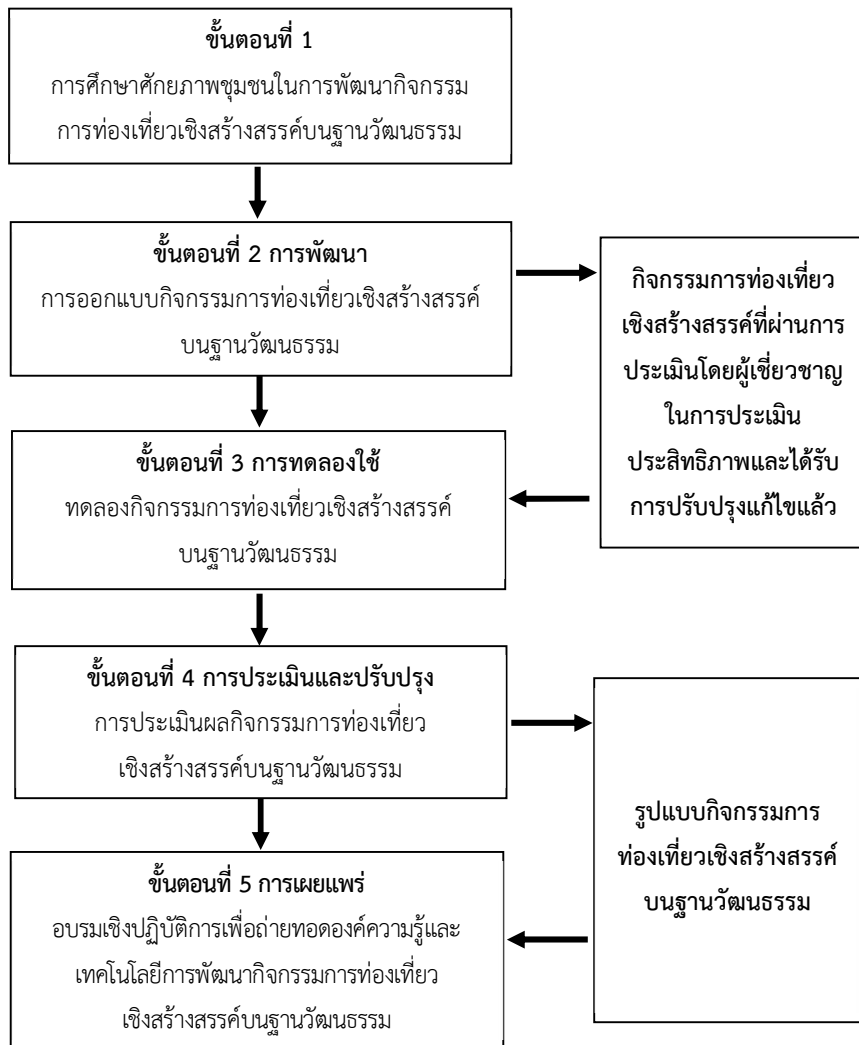 ขั้นตอนที่ 1
การศึกษาศักยภาพชุมชนในการพัฒนากิจกรรม
การท่องเที่ยวเชิงสร้างสรรค์บนฐานวัฒนธรรม
ขั้นตอนที่ 2 การพัฒนา
การออกแบบกิจกรรมการท่องเที่ยวเชิงสร้างสรรค์
บนฐานวัฒนธรรม
กิจกรรมการท่องเที่ยว
เชิงสร้างสรรค์ที่ผ่านการ
ประเมินโดยผู้เชี่ยวชาญ
ในการประเมิน
ประสิทธิภาพและได้รับ
การปรับปรุงแก้ไขแล้ว
ขั้นตอนที่ 3 การทดลองใช้
ทดลองกิจกรรมการท่องเที่ยวเชิงสร้างสรรค์
บนฐานวัฒนธรรม
ขั้นตอนที่ 4 การประเมินและปรับปรุง
การประเมินผลกิจกรรมการท่องเที่ยว
เชิงสร้างสรรค์บนฐานวัฒนธรรม
รูปแบบกิจกรรมการ
ท่องเที่ยวเชิงสร้างสรรค์
บนฐานวัฒนธรรม
ขั้นตอนที่ 5 การเผยแพร่
อบรมเชิงปฏิบัติการเพื่อถ่ายทอดองค์ความรู้และ
เทคโนโลยีการพัฒนากิจกรรมการท่องเที่ยว
เชิงสร้างสรรค์บนฐานวัฒนธรรม